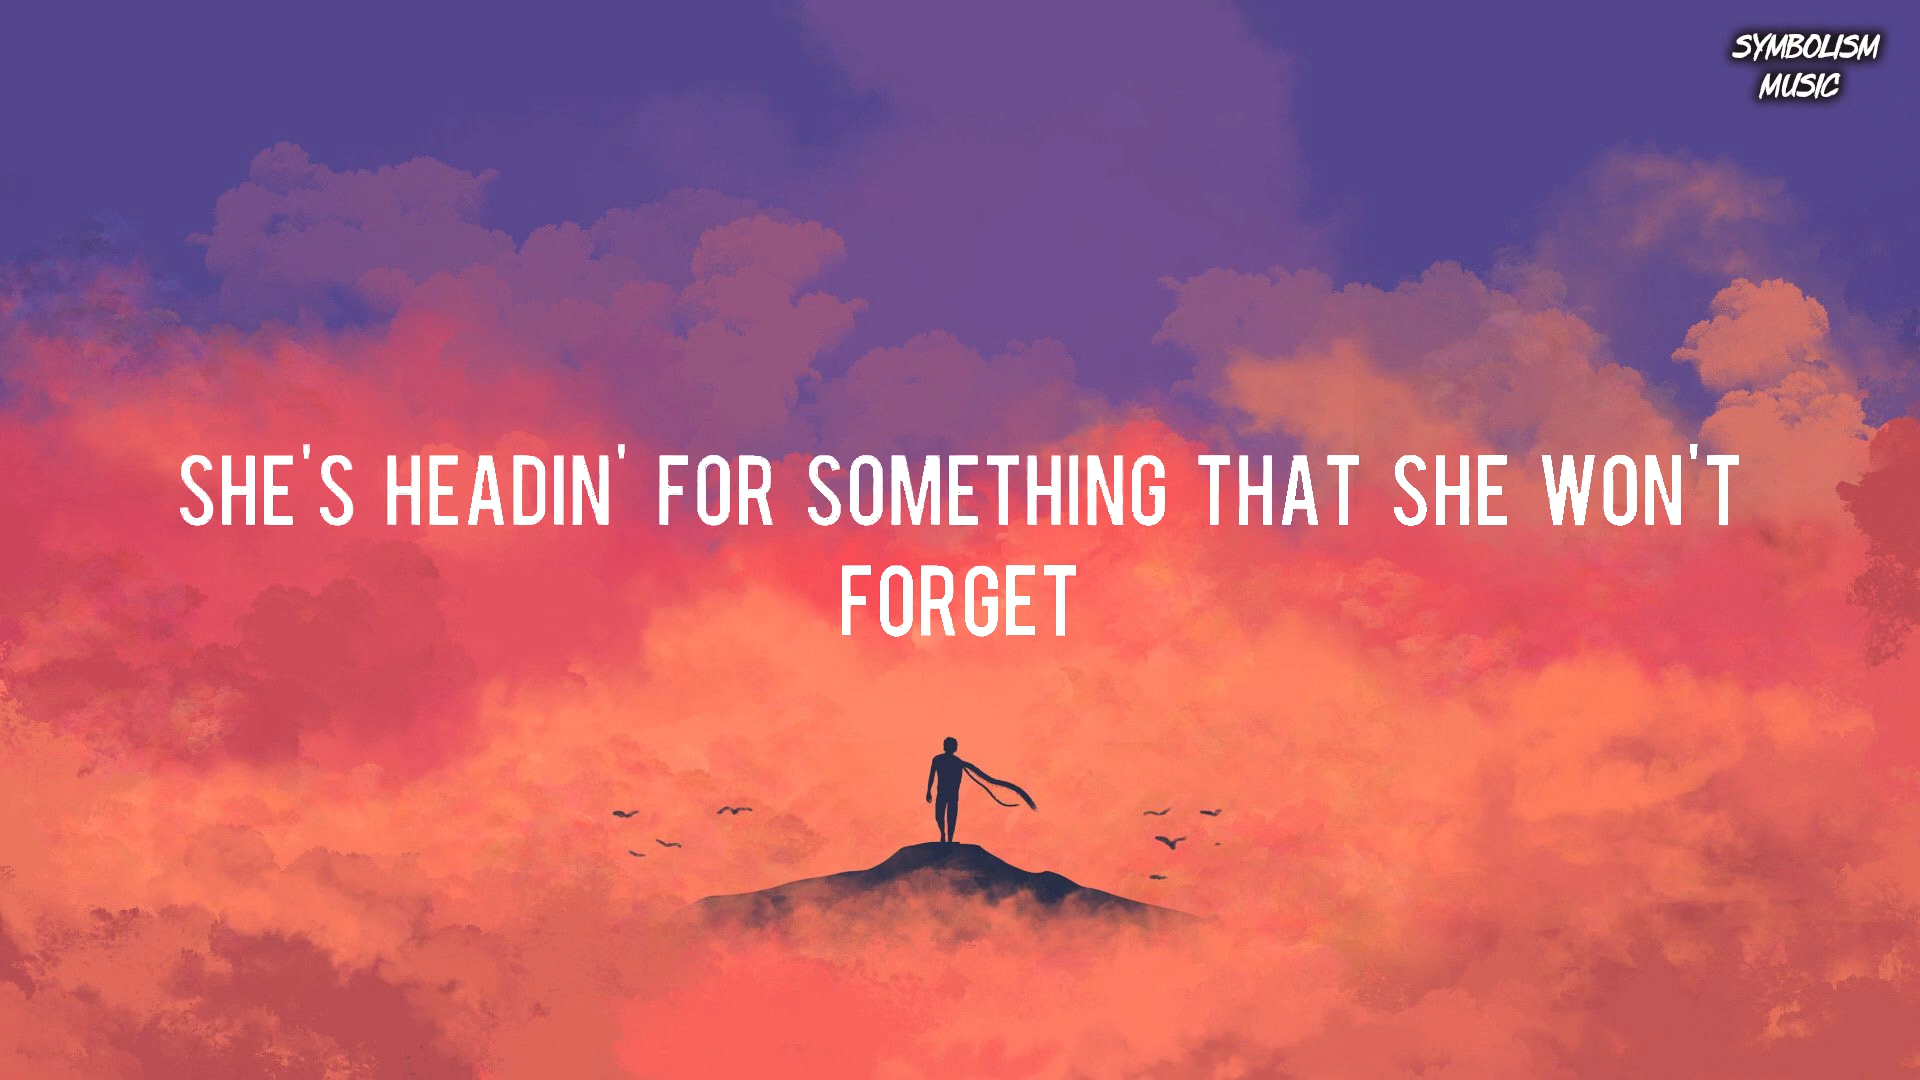 SYMBOLISM
MUSIC
SHE'S HEADIN' FOR SOMETHING THAT SHE WON'T
FORGET